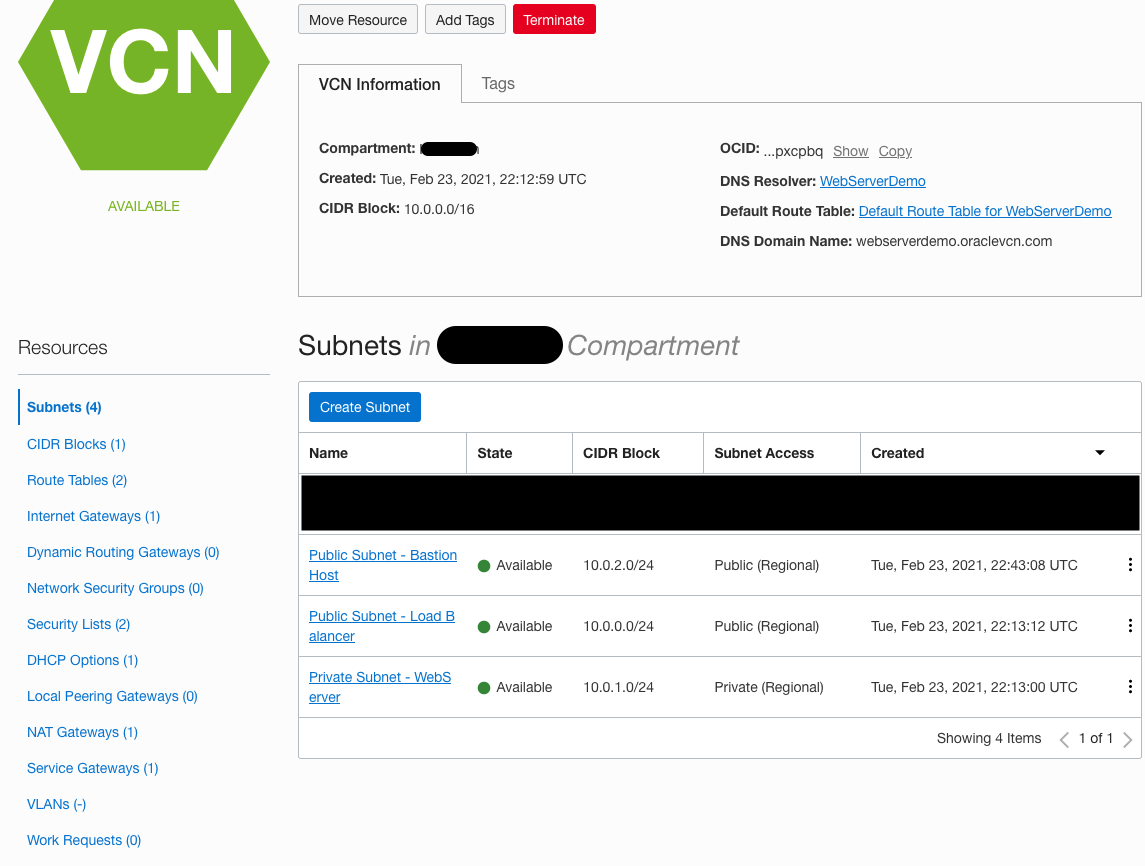 VCN
AVAILABLE
Move Resource Add Tags Terminate
VCN Information Tags
Compartment:
Created: Tue, Feb 23, 2021, 22:12:59 UTC
CIDR Block: 10.0.0.0/16
OCID: ...pxcpbq Show Copy
DNS Resolver: WebServerDemo
Default Route Table: Default Route Table for WebServerDemo
DNS Domain Name: webserverdemo.oraclevcn.com
Resources
Subnets (4)
CIDR Blocks (1)
Route Tables (2)
Internet Gateways (1)
Dynamic Routing Gateways (0)
Network Security Groups (0)
Security Lists (2)
DHCP Options (1)
Local Peering Gateways (0)
NAT Gateways (1)
Service Gateways (1)
VLANs (-)
Work Requests (0)
Subnets in Compartment
Create Subnet
Name State CIDR Block Subnet Access Created
Public Subnet - Bastion
Host
Available 10.0.2.0/24 Public (Regional) Tue, Feb 23, 2021, 22:43:08 UTC
Public Subnet - Load B
alancer
Available 10.0.0.0/24 Public (Regional) Tue, Feb 23, 2021, 22:13:12 UTC
Private Subnet - WebS
erver
Available 10.0.1.0/24 Private (Regional) Tue, Feb 23, 2021, 22:13:00 UTC
Showing 4 Items 1 of 1